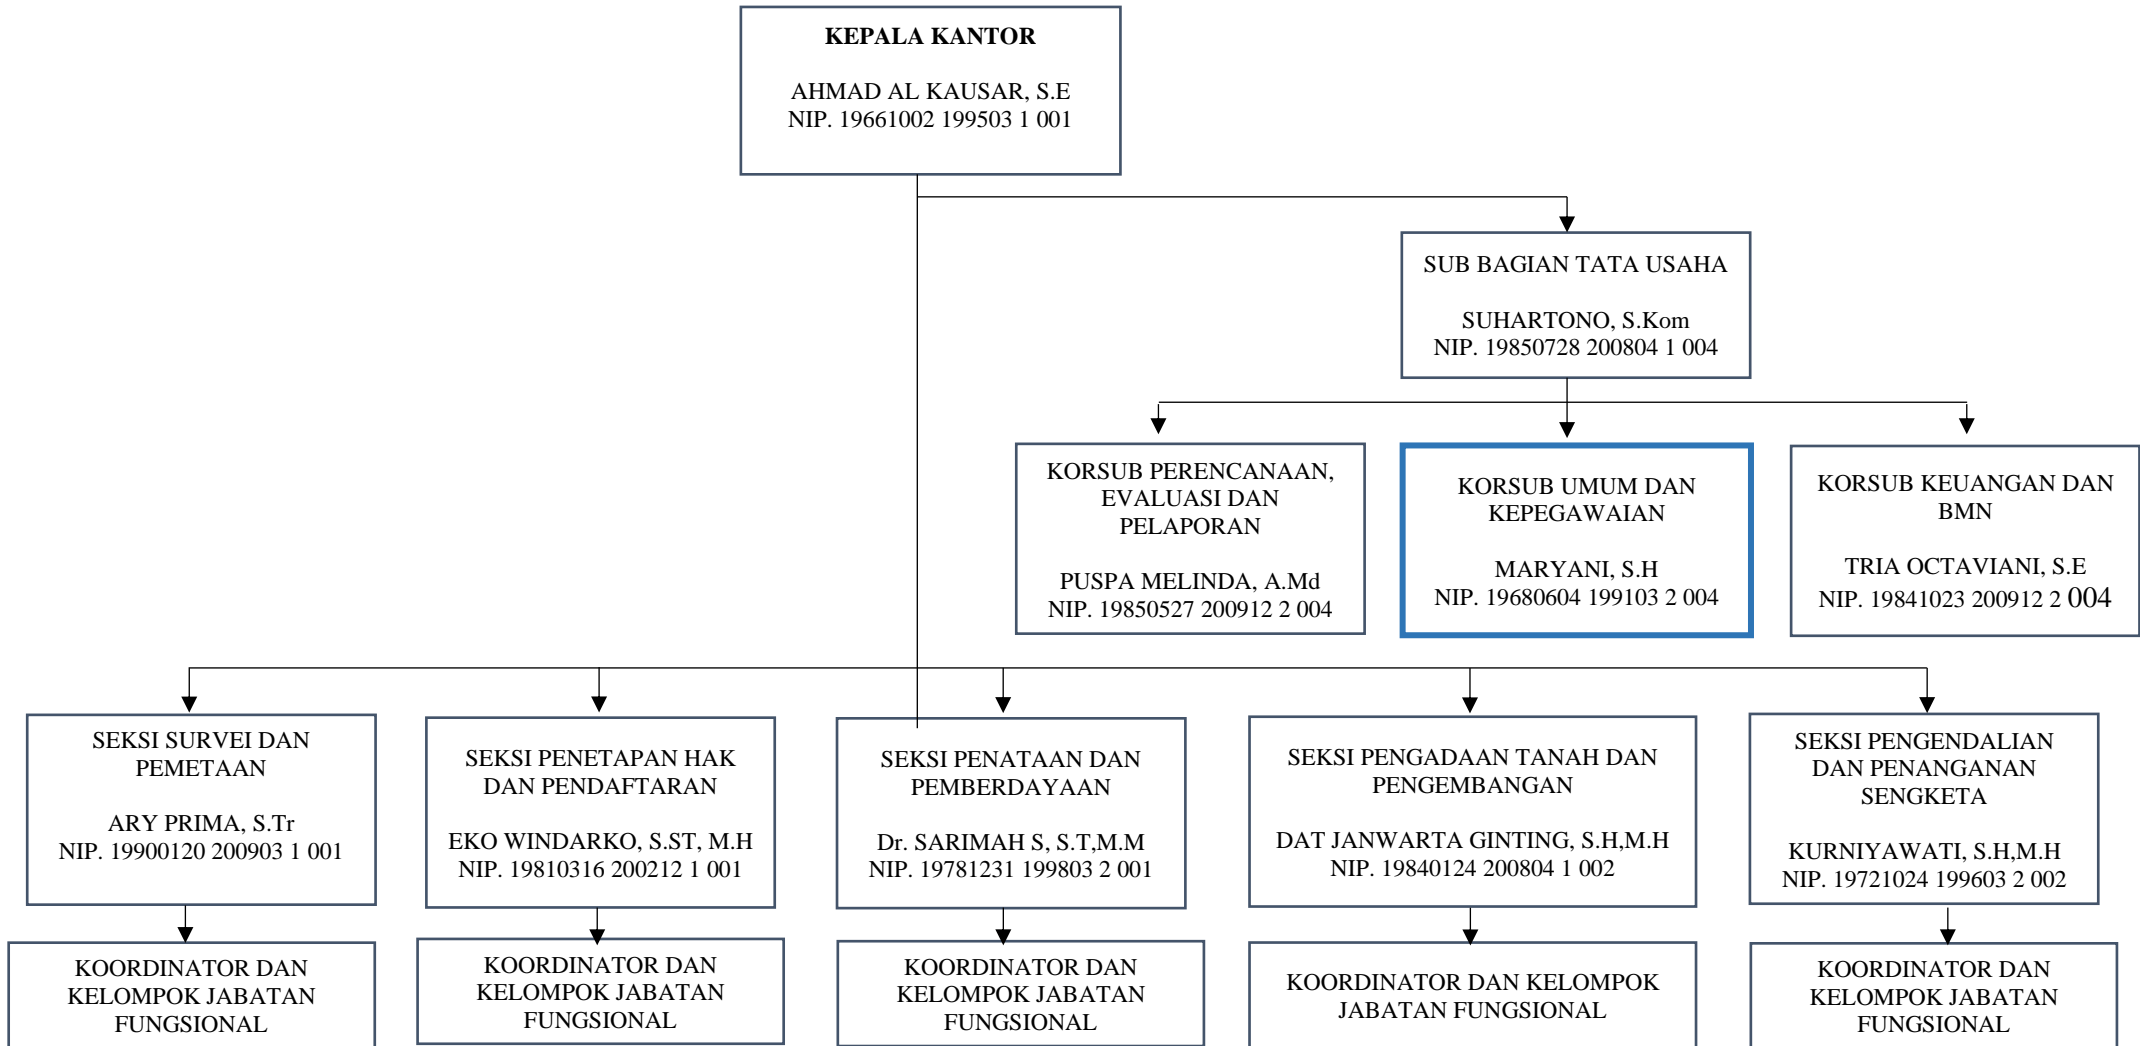 KEPALA KANTOR
AHMAD AL KAUSAR, S.E
NIP. 19661002 199503 1 001
SUB BAGIAN TATA USAHA
SUHARTONO, S.Kom
NIP. 19850728 200804 1 004
KORSUB PERENCANAAN,
EVALUASI DAN
PELAPORAN
PUSPA MELINDA, A.Md
NIP. 19850527 200912 2 004
KORSUB UMUM DAN
KEPEGAWAIAN
MARYANI, S.H
NIP. 19680604 199103 2 004
KORSUB KEUANGAN DAN
BMN
TRIA OCTAVIANI, S.E
NIP. 19841023 200912 2 004
SEKSI SURVEI DAN
PEMETAAN
ARY PRIMA, S.Tr
NIP. 19900120 200903 1 001
SEKSI PENETAPAN HAK
DAN PENDAFTARAN
EKO WINDARKO, S.ST, M.H
NIP. 19810316 200212 1 001
SEKSI PENATAAN DAN
PEMBERDAYAAN
Dr. SARIMAH S, S.T,M.M
NIP. 19781231 199803 2 001
SEKSI PENGADAAN TANAH DAN
PENGEMBANGAN
DAT JANWARTA GINTING, S.H,M.H
NIP. 19840124 200804 1 002
SEKSI PENGENDALIAN
DAN PENANGANAN
SENGKETA
KURNIYAWATI, S.H,M.H
NIP. 19721024 199603 2 002
KOORDINATOR DAN
KELOMPOK JABATAN
FUNGSIONAL
KOORDINATOR DAN
KELOMPOK JABATAN
FUNGSIONAL
KOORDINATOR DAN
KELOMPOK JABATAN
FUNGSIONAL
KOORDINATOR DAN KELOMPOK
JABATAN FUNGSIONAL
KOORDINATOR DAN
KELOMPOK JABATAN
FUNGSIONAL